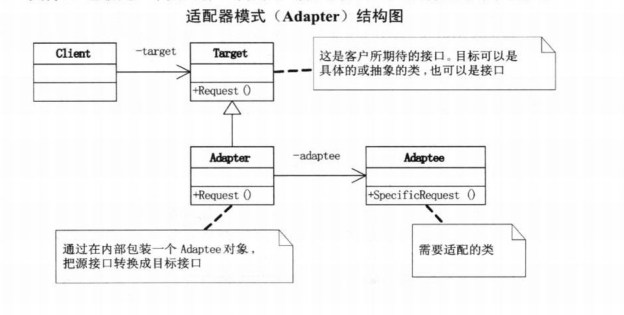 适配器模式（Adapter）结构图
Client
-target
Target
+Request()
这是客户所期待的接口。目标可以是
具体的或抽象的类,也可以是接口
Adapter
+Request()
-adaptee
Adaptee
+SpecificRequest ()
通过在内部包装一个 Adaptee 对象,
把源接口转换成目标接口
需要适配的类